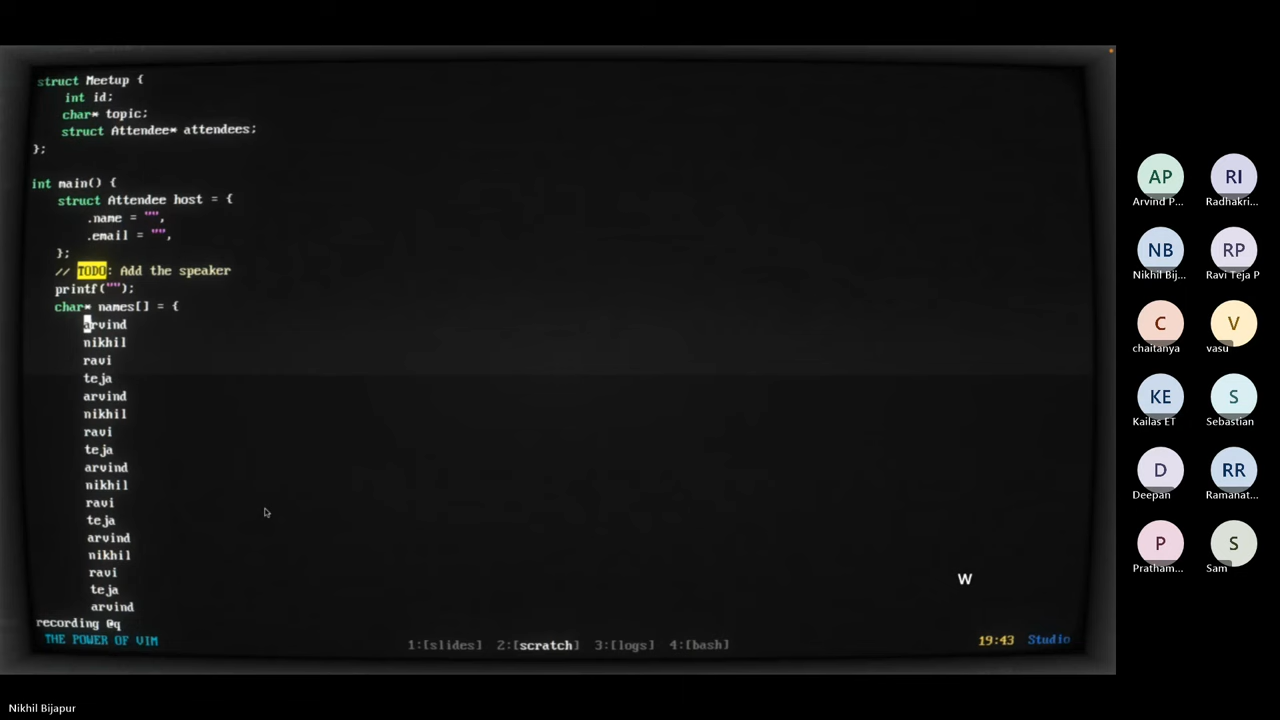 struct Meetup {
int id;
char* topic;
struct Attendee* attendees;
};
int main() {
struct Attendee host = {
.name = "",
.email = "",
};
// TODO: Add the speaker
printf("");
char* names[] = {
arvind
nikhil
ravi
teja
arvind
nikhil
ravi
teja
arvind
nikhil
ravi
teja
arvind
nikhil
ravi
teja
arvind
recording @q
THE POWER OF VIM 1:[slides] 2:[scratch] 3:[logs] 4:[bash] 19:43 Studio
W
AP RI
Arvind P... Radhakri...
NB RP
Nikhil Bij... Ravi Teja P
C V
chaitanya vasu
KE S
Kailas ET Sebastian
D RR
Deepan Ramanat...
P S
Pratham... Sam
Nikhil Bijapur